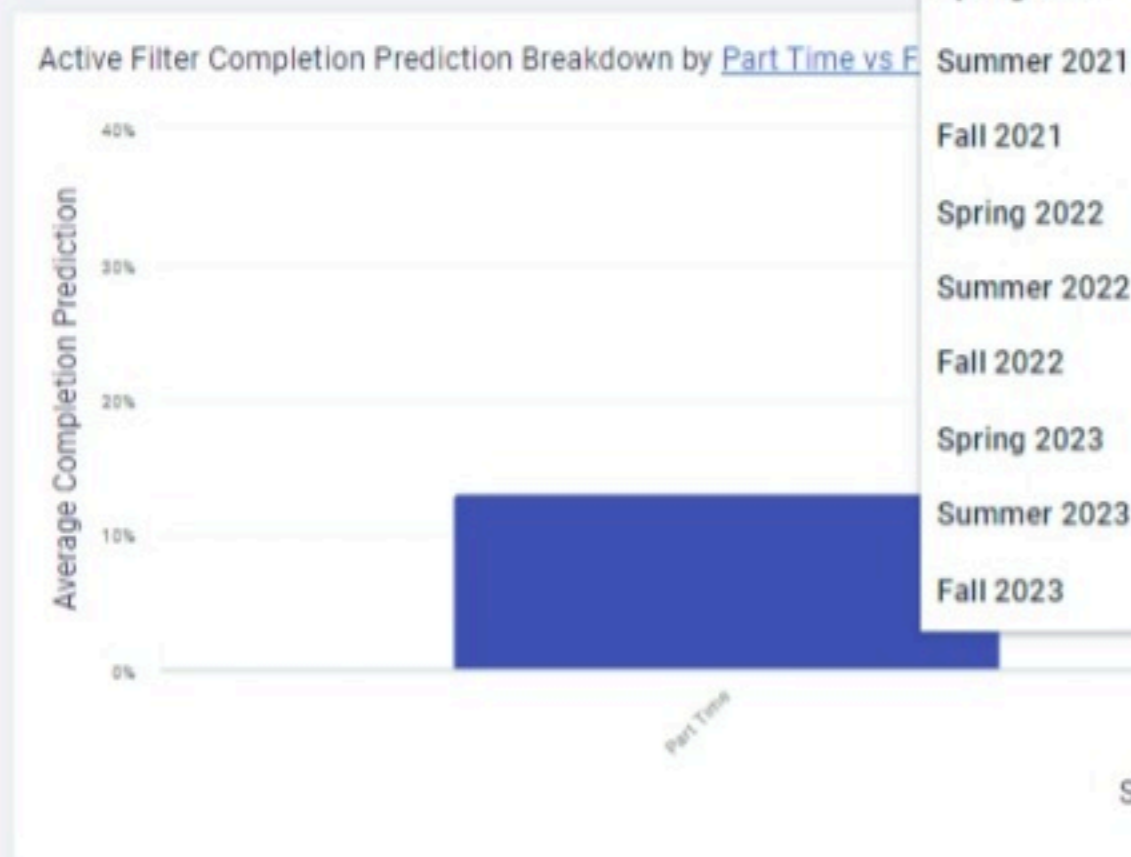 Active Filter Completion Prediction Breakdown by Part Time vs F
40%
30%
20%
10%
0%
Average Completion Prediction
Part Time
Summer 2021
Fall 2021
Spring 2022
Summer 2022
Fall 2022
Spring 2023
Summer 2023
Fall 2023
S